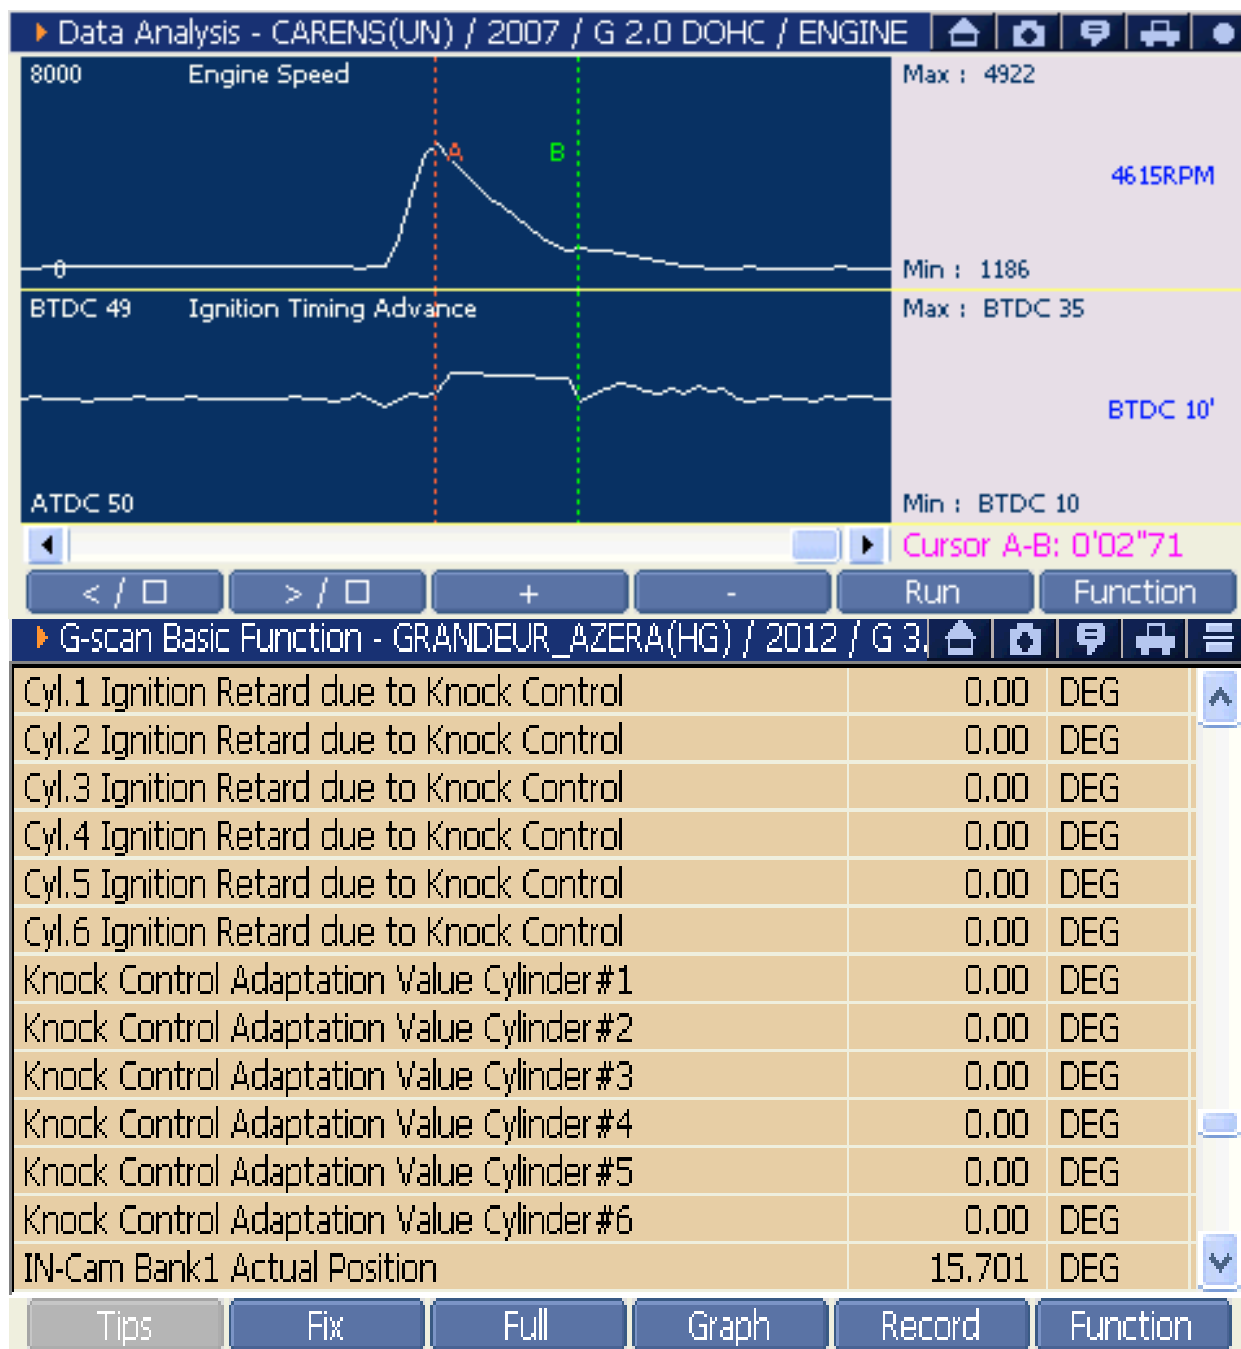 Data Analysis - CARENS(UN) / 2007 / G 2.0 DOHC / ENGINE
8000 Engine Speed Max : 4922
A B
4615RPM
0 Min : 1186
BTDC 49 Ignition Timing Advance Max : BTDC 35
BTDC 10'
ATDC 50 Min : BTDC 10
Cursor A-B: 0'02"71
< / □ > / □ + - Run Function
G-scan Basic Function - GRANDEUR_AZERA(HG) / 2012 / G 3.
Cyl.1 Ignition Retard due to Knock Control 0.00 DEG
Cyl.2 Ignition Retard due to Knock Control 0.00 DEG
Cyl.3 Ignition Retard due to Knock Control 0.00 DEG
Cyl.4 Ignition Retard due to Knock Control 0.00 DEG
Cyl.5 Ignition Retard due to Knock Control 0.00 DEG
Cyl.6 Ignition Retard due to Knock Control 0.00 DEG
Knock Control Adaptation Value Cylinder#1 0.00 DEG
Knock Control Adaptation Value Cylinder#2 0.00 DEG
Knock Control Adaptation Value Cylinder#3 0.00 DEG
Knock Control Adaptation Value Cylinder#4 0.00 DEG
Knock Control Adaptation Value Cylinder#5 0.00 DEG
Knock Control Adaptation Value Cylinder#6 0.00 DEG
IN-Cam Bank1 Actual Position 15.701 DEG
Tips Fix Full Graph Record Function